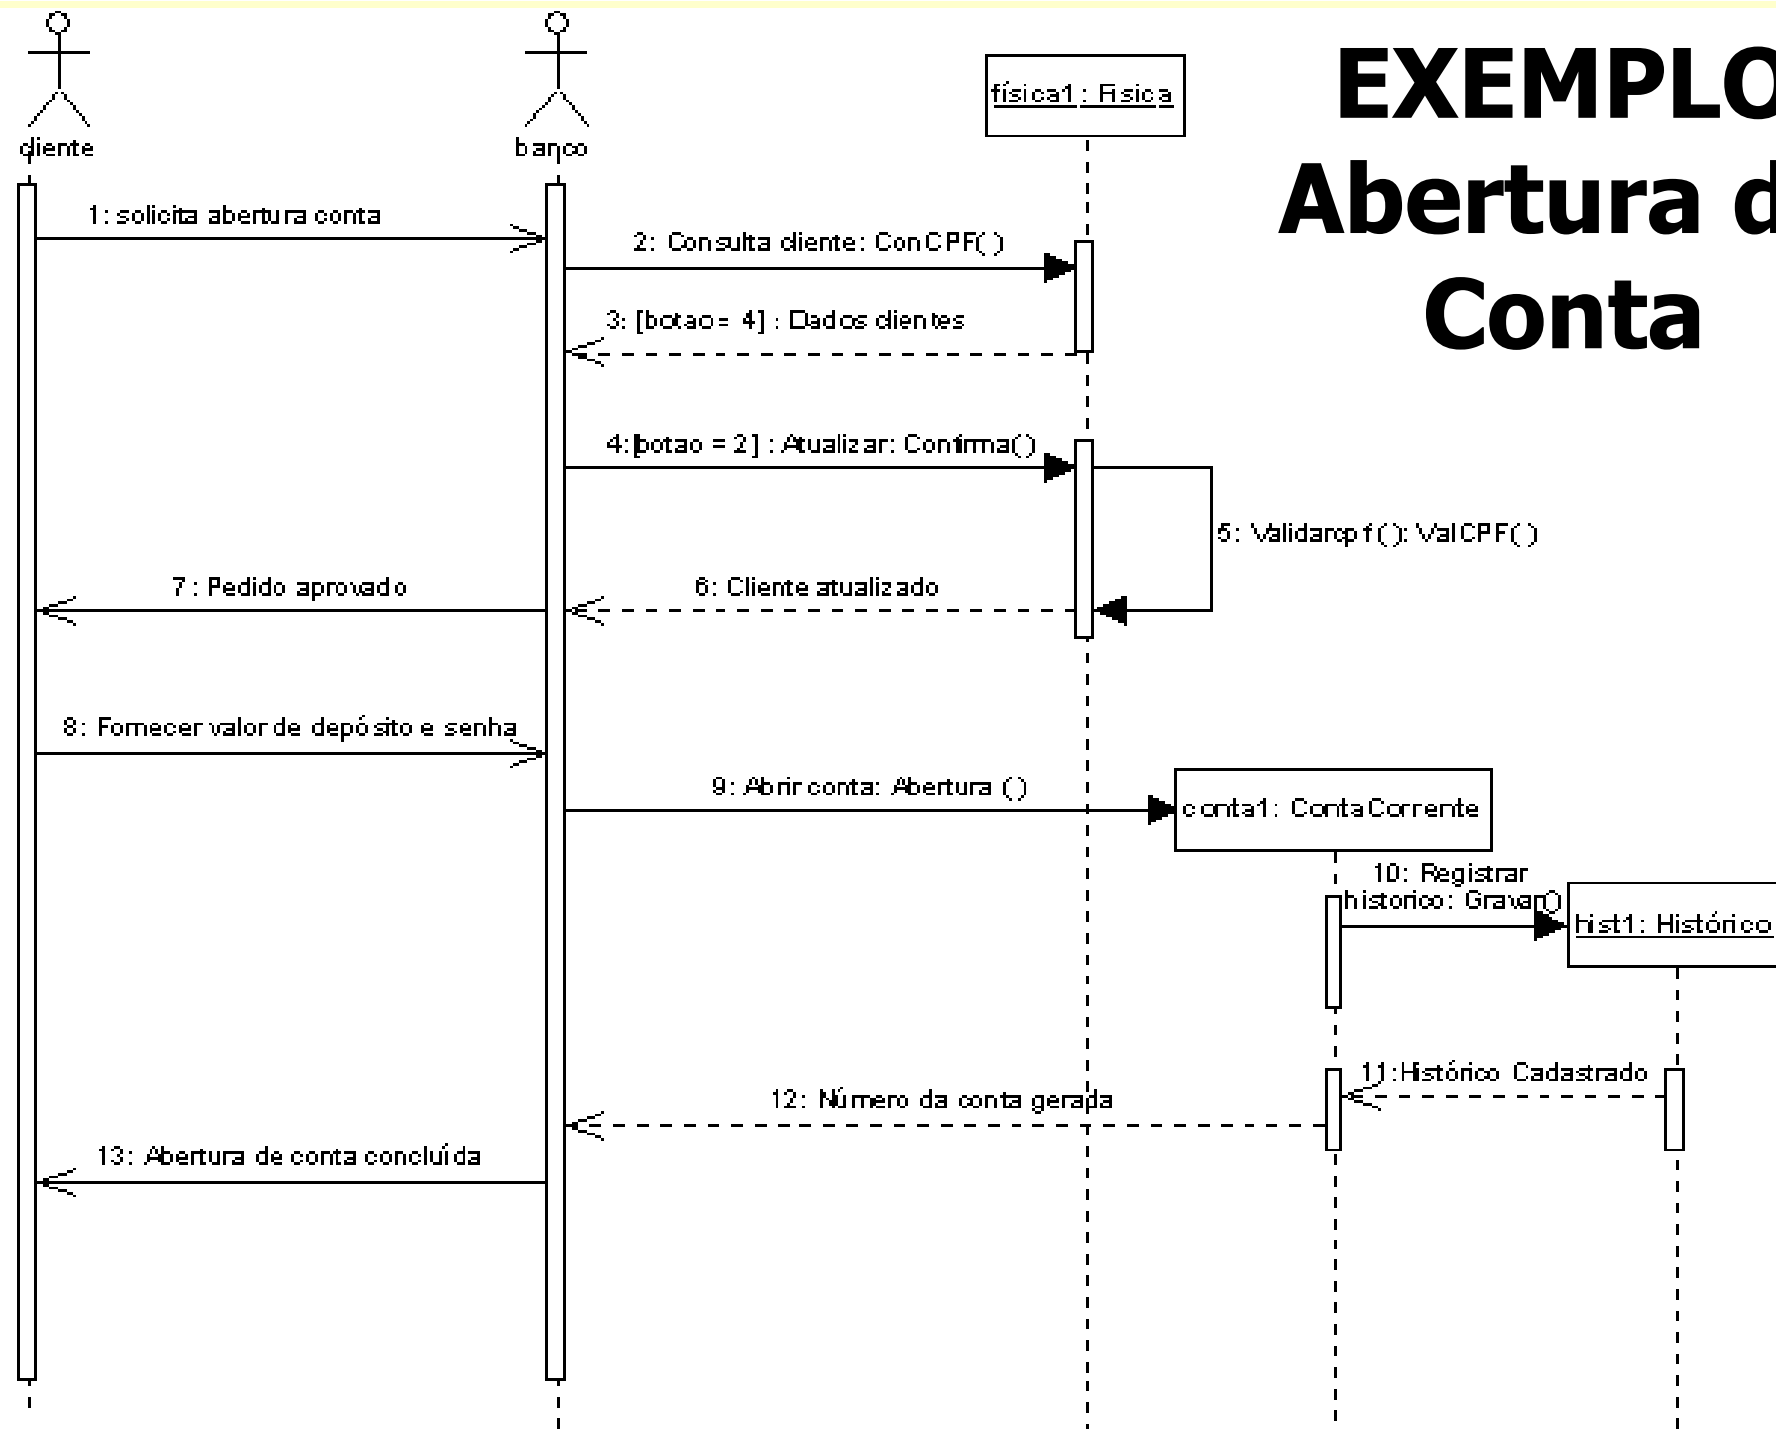 EXEMPLO
Abertura d
Conta
cliente
banco
física1 : Fisica
1: solicita abertura conta
2: Consulta cliente: ConCPF( )
3: [botao= 4] : Dados clientes
4:[botao = 2] : Atualizar: Confirma()
5: Validarcpf(): ValCPF( )
6: Cliente atualizado
7: Pedido aprovado
8: Fornecer valor de depósito e senha
9: Abrir conta: Abertura ()
conta1: ContaCorrente
10: Registrar
historico: Gravar()
hist1: Histórico
11:Histórico Cadastrado
12: Número da conta gerada
13: Abertura de conta concluída